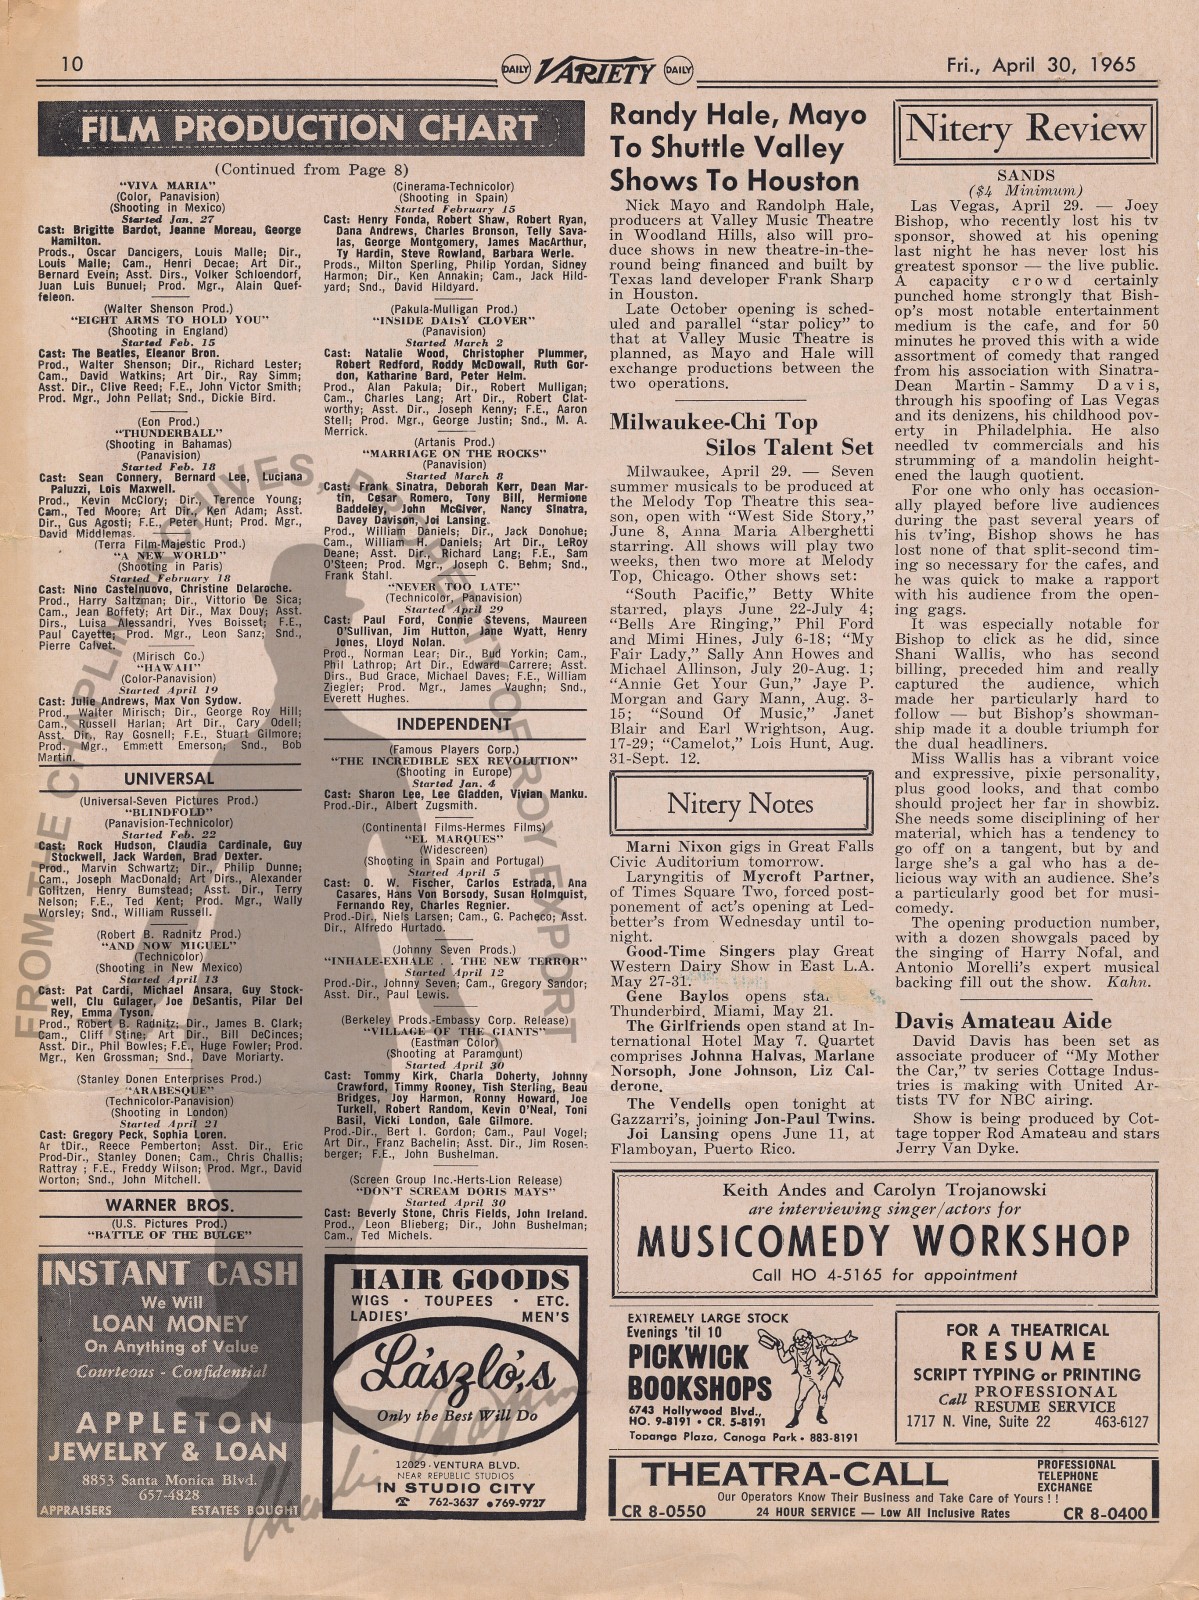 10
DAILY VARIETY DAILY
Fri., April 30, 1965
FILM PRODUCTION CHART
(Continued from Page 8)
"VIVA MARIA"
(Color, Panavision)
(Shooting in Mexico)
Started Jan. 27
Cast: Brigitte Bardot, Jeanne Moreau, George
Hamilton.
Prods., Oscar Dancigers, Louis Malle; Dir.,
Louis Malle; Cam., Henri Decae; Art Dir.,
Bernard Evein; Asst. Dirs., Volker Schloendorf,
Juan Luis Bunuel; Prod. Mgr., Alain Quef-
feleon.
(Walter Shenson Prod.)
"EIGHT ARMS TO HOLD YOU"
(Shooting in England)
Started Feb. 15
Cast: The Beatles, Eleanor Bron.
Prod., Walter Shenson; Dir., Richard Lester;
Cam., David Watkins; Art Dir., Ray Simm;
Asst. Dir., Clive Reed; F.E., John Victor Smith;
Prod. Mgr., John Pellat; Snd., Dickie Bird.
(Eon Prod.)
"THUNDERBALL"
(Shooting in Bahamas)
(Panavision)
Started Feb. 18
Cast: Sean Connery, Bernard Lee, Luciana
Paluzzi, Lois Maxwell.
Prod., Kevin McClory; Dir., Terence Young;
Cam., Ted Moore; Art Dir., Ken Adam; Asst.
Dir., Gus Agosti; F.E., Peter Hunt; Prod. Mgr.,
David Middlemas.
(Terra Film-Majestic Prod.)
"A NEW WORLD"
(Shooting in Paris)
Started February 18
Cast: Nino Castelnuovo, Christine Delaroche.
Prod., Harry Saltzman; Dir., Vittorio De Sica;
Cam., Jean Boffety; Art Dir., Max Douy; Asst.
Dirs., Luisa Alessandri, Yves Boisset; F.E.,
Paul Cayette; Prod. Mgr., Leon Sanz; Snd.,
Pierre Calvet.
(Mirisch Co.)
"HAWAII"
(Color-Panavision)
Started April 19
Cast: Julie Andrews, Max Von Sydow.
Prod., Walter Mirisch; Dir., George Roy Hill;
Cam., Russell Harlan; Art Dir., Cary Odell;
Asst. Dir., Ray Gosnell; F.E., Stuart Gilmore;
Prod. Mgr., Emmett Emerson; Snd., Bob
Martin.
UNIVERSAL
(Universal-Seven Pictures Prod.)
"BLINDFOLD"
(Panavision-Technicolor)
Started Feb. 22
Cast: Rock Hudson, Claudia Cardinale, Guy
Stockwell, Jack Warden, Brad Dexter.
Prod., Marvin Schwartz; Dir., Philip Dunne;
Cam., Joseph MacDonald; Art Dirs., Alexander
Golitzen, Henry Bumstead; Asst. Dir., Terry
Nelson; F.E., Ted Kent; Prod. Mgr., Wally
Worsley; Snd., William Russell.
(Robert B. Radnitz Prod.)
"AND NOW MIGUEL"
(Technicolor)
(Shooting in New Mexico)
Started April 13
Cast: Pat Cardi, Michael Ansara, Guy Stock-
well, Clu Gulager, Joe DeSantis, Pilar Del
Rey, Emma Tyson.
Prod., Robert B. Radnitz; Dir., James B. Clark;
Cam., Cliff Stine; Art Dir., Bill DeCinces;
Asst. Dir., Phil Bowles; F.E., Huge Fowler; Prod.
Mgr., Ken Grossman; Snd., Dave Moriarty.
(Stanley Donen Enterprises Prod.)
"ARABESQUE"
(Technicolor-Panavision)
(Shooting in London)
Started April 21
Cast: Gregory Peck, Sophia Loren.
Ar tDir., Reece Pemberton; Asst. Dir., Eric
Prod-Dir., Stanley Donen; Cam., Chris Challis;
Rattray ; F.E., Freddy Wilson; Prod. Mgr., David
Worton; Snd., John Mitchell.
WARNER BROS.
(U.S. Pictures Prod.)
"BATTLE OF THE BULGE"
(Cinerama-Technicolor)
(Shooting in Spain)
Started February 15
Cast: Henry Fonda, Robert Shaw, Robert Ryan,
Dana Andrews, Charles Bronson, Telly Sava-
las, George Montgomery, James MacArthur,
Ty Hardin, Steve Rowland, Barbara Werle.
Prods., Milton Sperling, Philip Yordan, Sidney
Harmon; Dir., Ken Annakin; Cam., Jack Hild-
yard; Snd., David Hildyard.
(Pakula-Mulligan Prod.)
"INSIDE DAISY CLOVER"
(Panavision)
Started March 2
Cast: Natalie Wood, Christopher Plummer,
Robert Redford, Roddy McDowall, Ruth Gor-
don, Katharine Bard, Peter Helm.
Prod., Alan Pakula; Dir., Robert Mulligan;
Cam., Charles Lang; Art Dir., Robert Clat-
worthy; Asst. Dir., Joseph Kenny; F.E., Aaron
Stell; Prod. Mgr., George Justin; Snd., M. A.
Merrick.
(Artanis Prod.)
"MARRIAGE ON THE ROCKS"
(Panavision)
Started March 8
Cast: Frank Sinatra, Deborah Kerr, Dean Mar-
tin, Cesar Romero, Tony Bill, Hermione
Baddeley, John McGiver, Nancy Sinatra,
Davey Davison, Joi Lansing.
Prod., William Daniels; Dir., Jack Donohue;
Cam., William H. Daniels; Art Dir., LeRoy
Deane; Asst. Dir., Richard Lang; F.E., Sam
O'Steen; Prod. Mgr., Joseph C. Behm; Snd.,
Frank Stahl.
"NEVER TOO LATE"
(Technicolor, Panavision)
Started April 29
Cast: Paul Ford, Connie Stevens, Maureen
O'Sullivan, Jim Hutton, Jane Wyatt, Henry
Jones, Lloyd Nolan.
Prod., Norman Lear; Dir., Bud Yorkin; Cam.,
Phil Lathrop; Art Dir., Edward Carrere; Asst.
Dirs., Bud Grace, Michael Daves; F.E., William
Ziegler; Prod. Mgr., James Vaughn; Snd.,
Everett Hughes.
INDEPENDENT
(Famous Players Corp.)
"THE INCREDIBLE SEX REVOLUTION"
(Shooting in Europe)
Started Jan. 4
Cast: Sharon Lee, Lee Gladden, Vivian Manku.
Prod.-Dir., Albert Zugsmith.
(Continental Films-Hermes Films)
"EL MARQUES"
(Widescreen)
(Shooting in Spain and Portugal)
Started April 5
Cast: O. W. Fischer, Carlos Estrada, Ana
Casares, Hans Von Borsody, Susan Holmquist,
Fernando Rey, Charles Regnier.
Prod.-Dir., Niels Larsen; Cam., G. Pacheco; Asst.
Dir., Alfredo Hurtado.
(Johnny Seven Prods.)
"INHALE-EXHALE . . THE NEW TERROR"
Started April 12
Prod.-Dir., Johnny Seven; Cam., Gregory Sandor;
Asst. Dir., Paul Lewis.
(Berkeley Prods.-Embassy Corp. Release)
"VILLAGE OF THE GIANTS"
(Eastman Color)
(Shooting at Paramount)
Started April 30
Cast: Tommy Kirk, Charla Doherty, Johnny
Crawford, Timmy Rooney, Tish Sterling, Beau
Bridges, Joy Harmon, Ronny Howard, Joe
Turkell, Robert Random, Kevin O'Neal, Toni
Basil, Vicki London, Gale Gilmore.
Prod.-Dir., Bert I. Gordon; Cam., Paul Vogel;
Art Dir., Franz Bachelin; Asst. Dir., Jim Rosen-
berger; F.E., John Bushelman.
(Screen Group Inc.-Herts-Lion Release)
"DON'T SCREAM DORIS MAYS"
Started April 30
Cast: Beverly Stone, Chris Fields, John Ireland.
Prod., Leon Blieberg; Dir., John Bushelman;
Cam., Ted Michels.
INSTANT CASH
We Will
LOAN MONEY
On Anything of Value
Courteous - Confidential
APPLETON
JEWELRY & LOAN
8853 Santa Monica Blvd.
657-4828
APPRAISERS ESTATES BOUGHT
HAIR GOODS
WIGS · TOUPEES · ETC.
LADIES' MEN'S
Lászlo's
Only the Best Will Do
12029 · VENTURA BLVD.
NEAR REPUBLIC STUDIOS
IN STUDIO CITY
762-3637 • 769-9727
Randy Hale, Mayo
To Shuttle Valley
Shows To Houston
Nick Mayo and Randolph Hale,
producers at Valley Music Theatre
in Woodland Hills, also will pro-
duce shows in new theatre-in-the-
round being financed and built by
Texas land developer Frank Sharp
in Houston.
Late October opening is sched-
uled and parallel "star policy" to
that at Valley Music Theatre is
planned, as Mayo and Hale will
exchange productions between the
two operations.
Milwaukee-Chi Top
Silos Talent Set
Milwaukee, April 29. — Seven
summer musicals to be produced at
the Melody Top Theatre this sea-
son, open with "West Side Story,"
June 8, Anna Maria Alberghetti
starring. All shows will play two
weeks, then two more at Melody
Top, Chicago. Other shows set:
"South Pacific," Betty White
starred, plays June 22-July 4;
"Bells Are Ringing," Phil Ford
and Mimi Hines, July 6-18; "My
Fair Lady," Sally Ann Howes and
Michael Allinson, July 20-Aug. 1;
"Annie Get Your Gun," Jaye P.
Morgan and Gary Mann, Aug. 3-
15; "Sound Of Music," Janet
Blair and Earl Wrightson, Aug.
17-29; "Camelot," Lois Hunt, Aug.
31-Sept. 12.
Nitery Notes
Marni Nixon gigs in Great Falls
Civic Auditorium tomorrow.
Laryngitis of Mycroft Partner,
of Times Square Two, forced post-
ponement of act's opening at Led-
better's from Wednesday until to-
night.
Good-Time Singers play Great
Western Dairy Show in East L.A.
May 27-31.
Gene Baylos opens
Thunderbird, Miami, May 21.
The Girlfriends open stand at In-
ternational Hotel May 7. Quartet
comprises Johnna Halvas, Marlane
Norsoph, Jone Johnson, Liz Cal-
derone.
The Vendells open tonight at
Gazzarri's, joining Jon-Paul Twins.
Joi Lansing opens June 11, at
Flamboyan, Puerto Rico.
Nitery Review
SANDS
($4 Minimum)
Las Vegas, April 29. — Joey
Bishop, who recently lost his tv
sponsor, showed at his opening
last night he has never lost his
greatest sponsor — the live public.
A capacity crowd certainly
punched home strongly that Bish-
op's most notable entertainment
medium is the cafe, and for 50
minutes he proved this with a wide
assortment of comedy that ranged
from his association with Sinatra-
Dean Martin-Sammy Davis,
through his spoofing of Las Vegas
and its denizens, his childhood pov-
erty in Philadelphia. He also
needled tv commercials and his
strumming of a mandolin height-
ened the laugh quotient.
For one who only has occasion-
ally played before live audiences
during the past several years of
his tv'ing, Bishop shows he has
lost none of that split-second tim-
ing so necessary for the cafes, and
he was quick to make a rapport
with his audience from the open-
ing gags.
It was especially notable for
Bishop to click as he did, since
Shani Wallis, who has second
billing, preceded him and really
captured the audience, which
made her particularly hard to
follow — but Bishop's showman-
ship made it a double triumph for
the dual headliners.
Miss Wallis has a vibrant voice
and expressive, pixie personality,
plus good looks, and that combo
should project her far in showbiz.
She needs some disciplining of her
material, which has a tendency to
go off on a tangent, but by and
large she's a gal who has a de-
licious way with an audience. She's
a particularly good bet for musi-
comedy.
The opening production number,
with a dozen showgals paced by
the singing of Harry Nofal, and
Antonio Morelli's expert musical
backing fill out the show. Kahn.
Davis Amateau Aide
David Davis has been set as
associate producer of "My Mother
the Car," tv series Cottage Indus-
tries is making with United Ar-
tists TV for NBC airing.
Show is being produced by Cot-
tage topper Rod Amateau and stars
Jerry Van Dyke.
Keith Andes and Carolyn Trojanowski
are interviewing singer/actors for
MUSICOMEDY WORKSHOP
Call HO 4-5165 for appointment
EXTREMELY LARGE STOCK
Evenings 'til 10
PICKWICK
BOOKSHOPS
6743 Hollywood Blvd.,
HO. 9-8191 • CR. 5-8191
Topanga Plaza, Canoga Park • 883-8191
FOR A THEATRICAL
RESUME
SCRIPT TYPING or PRINTING
Call PROFESSIONAL
RESUME SERVICE
1717 N. Vine, Suite 22 463-6127
THEATRA-CALL
PROFESSIONAL
TELEPHONE
EXCHANGE
Our Operators Know Their Business and Take Care of Yours ! !
CR 8-0550 24 HOUR SERVICE — Low All Inclusive Rates CR 8-0400
FROM THE CHAPLIN ARCHIVES, PROPERTY OF ROY EXPORT
Charlie Chaplin